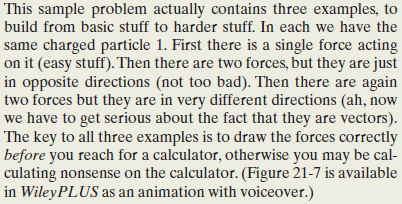 This sample problem actually contains three examples, to
build from basic stuff to harder stuff. In each we have the
same charged particle 1. First there is a single force acting
on it (easy stuff). Then there are two forces, but they are just
in opposite directions (not too bad). Then there are again
two forces but they are in very different directions (ah, now
we have to get serious about the fact that they are vectors).
The key to all three examples is to draw the forces correctly
before you reach for a calculator, otherwise you may be cal-
culating nonsense on the calculator. (Figure 21-7 is available
in WileyPLUS as an animation with voiceover.)